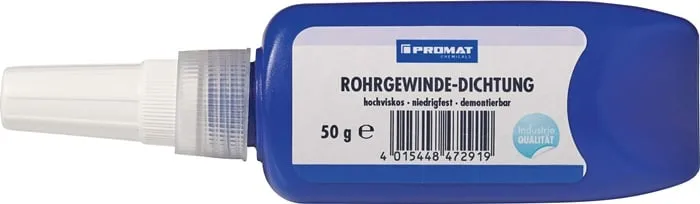 PROMAT
CHEMICALS
ROHRGEWINDE-DICHTUNG
hochviskos · niedrigfest · demontierbar
50 g ℮
Industrie
QUALITÄT
4 015448 472919